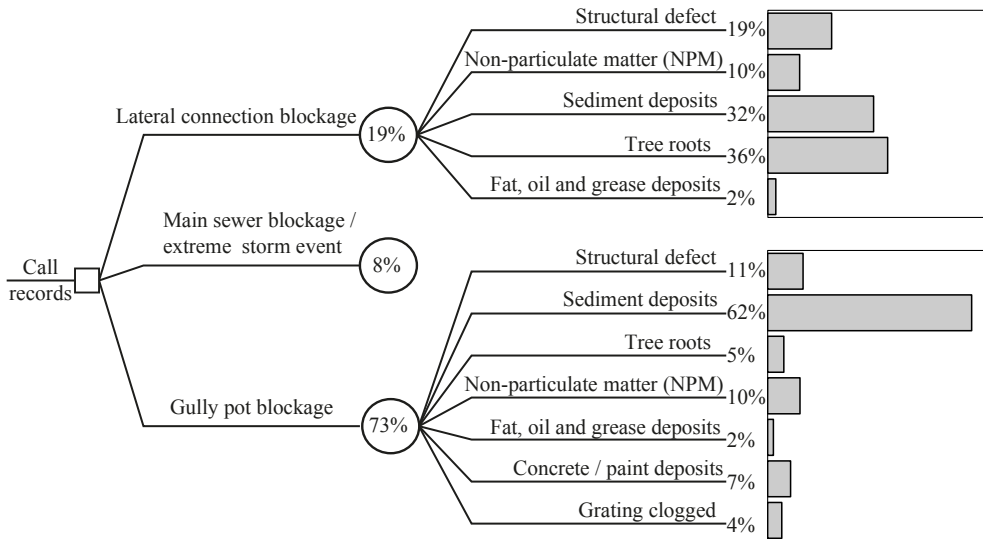 Call
records
Lateral connection blockage
19%
Structural defect
19%
Non-particulate matter (NPM)
10%
Sediment deposits
32%
Tree roots
36%
Fat, oil and grease deposits
2%
Main sewer blockage /
extreme storm event
8%
Gully pot blockage
73%
Structural defect
11%
Sediment deposits
62%
Tree roots
5%
Non-particulate matter (NPM)
10%
Fat, oil and grease deposits
2%
Concrete / paint deposits
7%
Grating clogged
4%